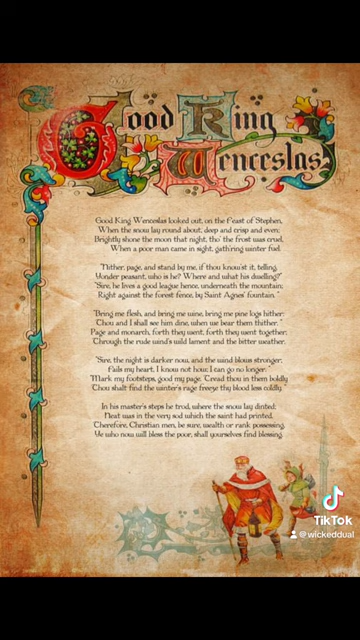 Good King
Wenceslas
Good King Wenceslas looked out, on the Feast of Stephen,
When the snow lay round about, deep and crisp and even;
Brightly shone the moon that night, tho' the frost was cruel,
When a poor man came in sight, gath'ring winter fuel.
"Hither, page, and stand by me, if thou know'st it, telling,
Yonder peasant, who is he? Where and what his dwelling?"
"Sire, he lives a good league hence, underneath the mountain;
Right against the forest fence, by Saint Agnes' fountain."
"Bring me flesh, and bring me wine, bring me pine logs hither:
Thou and I shall see him dine, when we bear them thither."
Page and monarch, forth they went, forth they went together;
Through the rude wind's wild lament and the bitter weather.
"Sire, the night is darker now, and the wind blows stronger;
Fails my heart, I know not how; I can go no longer."
"Mark my footsteps, good my page. Tread thou in them boldly
Thou shalt find the winter's rage freeze thy blood less coldly."
In his master's steps he trod, where the snow lay dinted;
Heat was in the very sod which the saint had printed.
Therefore, Christian men, be sure, wealth or rank possessing,
Ye who now will bless the poor, shall yourselves find blessing.
TikTok
@wickeddual